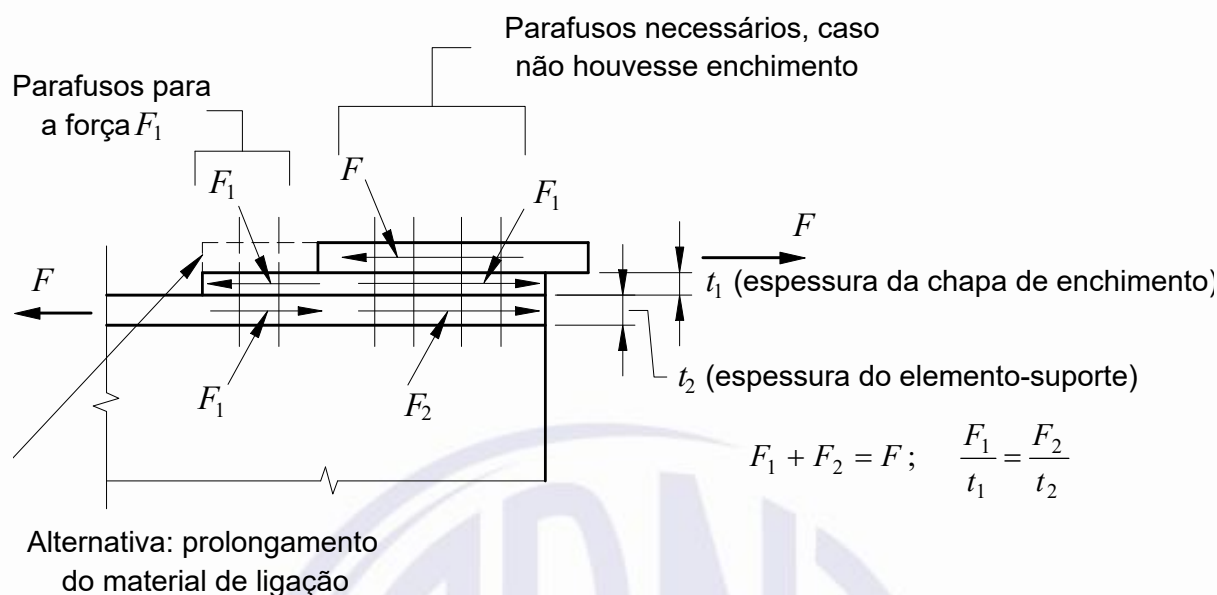 Parafusos necessários, caso
não houvesse enchimento
Parafusos para
a força F₁
F₁
F
F₁
F
F
t₁ (espessura da chapa de enchimento)
F₁
F₂
t₂ (espessura do elemento-suporte)
F₁ + F₂ = F ; F₁/t₁ = F₂/t₂
Alternativa: prolongamento
do material de ligação